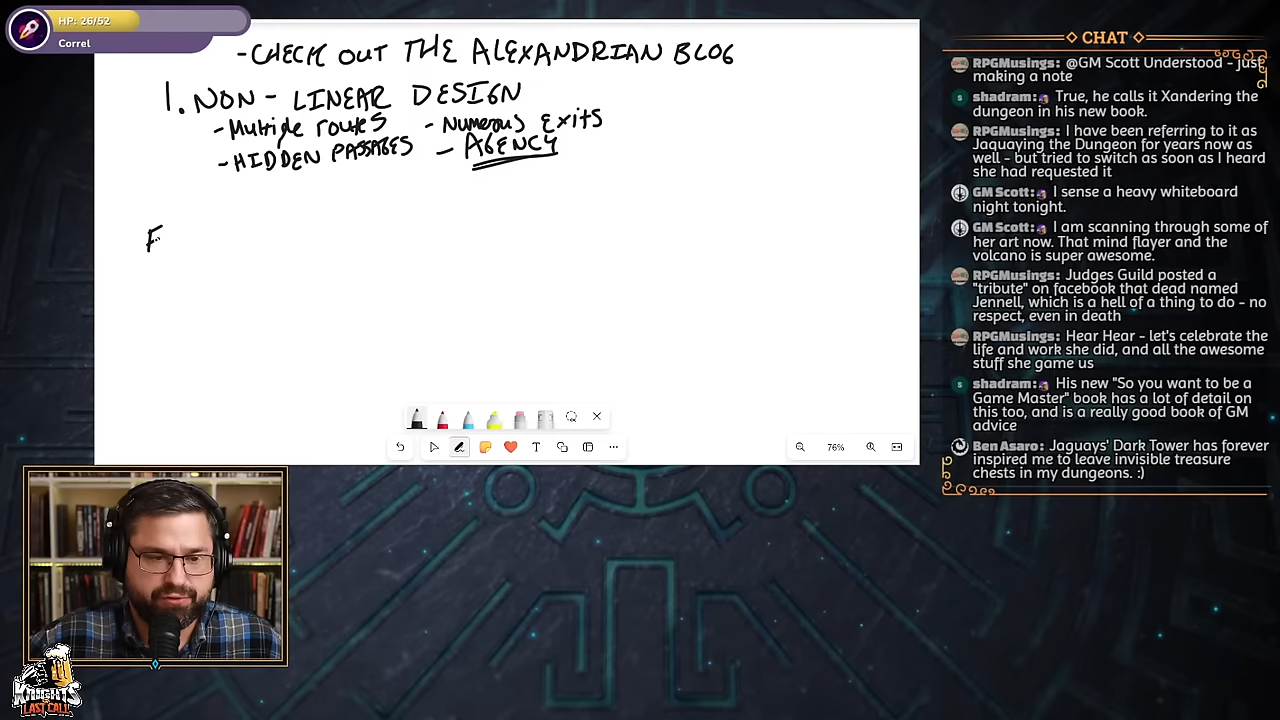 HP: 26/52
Correl
- CHECK OUT THE ALEXANDRIAN BLOG
1. NON - LINEAR DESIGN
- Multiple routes - Numerous Exits
- HIDDEN PASSAGES - AGENCY
F
76%
CHAT
RPGMusings: @GM Scott Understood - just
making a note
shadram: True, he calls it Xandering the
dungeon in his new book.
RPGMusings: I have been referring to it as
Jaquaying the Dungeon for years now as
well - but tried to switch as soon as I heard
she had requested it
GM Scott: I sense a heavy whiteboard
night tonight.
GM Scott: I am scanning through some of
her art now. That mind flayer and the
volcano is super awesome.
RPGMusings: Judges Guild posted a
"tribute" on facebook that dead named
Jennell, which is a hell of a thing to do - no
respect, even in death
RPGMusings: Hear Hear - let's celebrate the
life and work she did, and all the awesome
stuff she game us
shadram: His new "So you want to be a
Game Master" book has a lot of detail on
this too, and is a really good book of GM
advice
Ben Asaro: Jaquays' Dark Tower has forever
inspired me to leave invisible treasure
chests in my dungeons. :)
KNIGHTS
LAST CALL